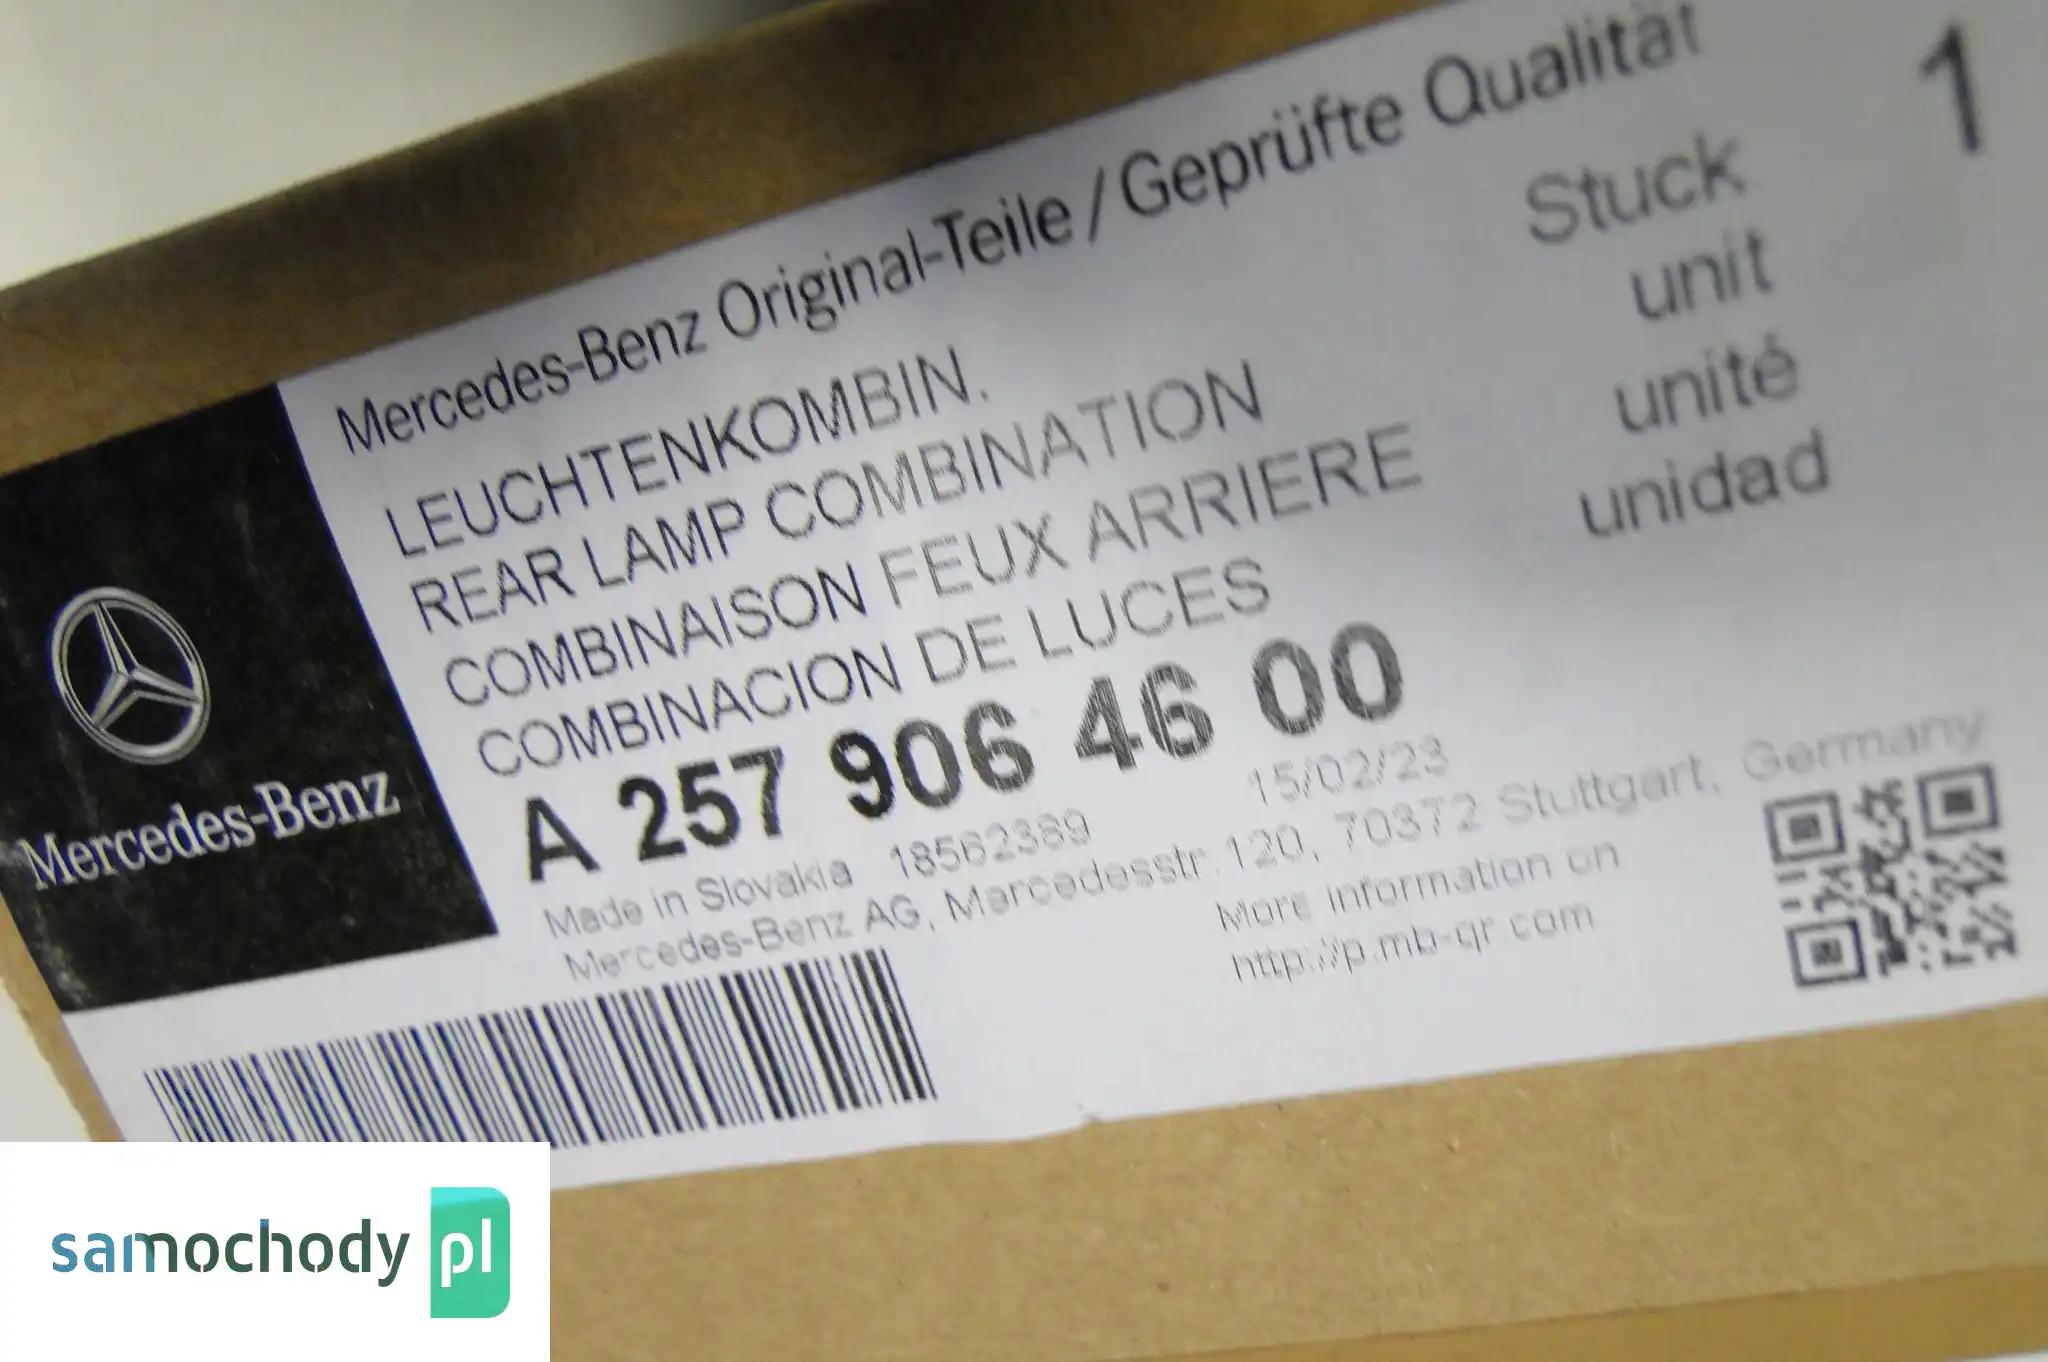 Mercedes-Benz Original-Teile / Geprüfte Qualität
1
LEUCHTENKOMBIN.
REAR LAMP COMBINATION
COMBINAISON FEUX ARRIERE
COMBINACION DE LUCES
Stuck
unit
unité
unidad
A 257 906 46 00
Made in Slovakia 18562389 15/02/23
Mercedes-Benz AG, Mercedesstr. 120, 70372 Stuttgart, Germany
More information on
http://p.mb-qr.com
Mercedes-Benz
samochody pl